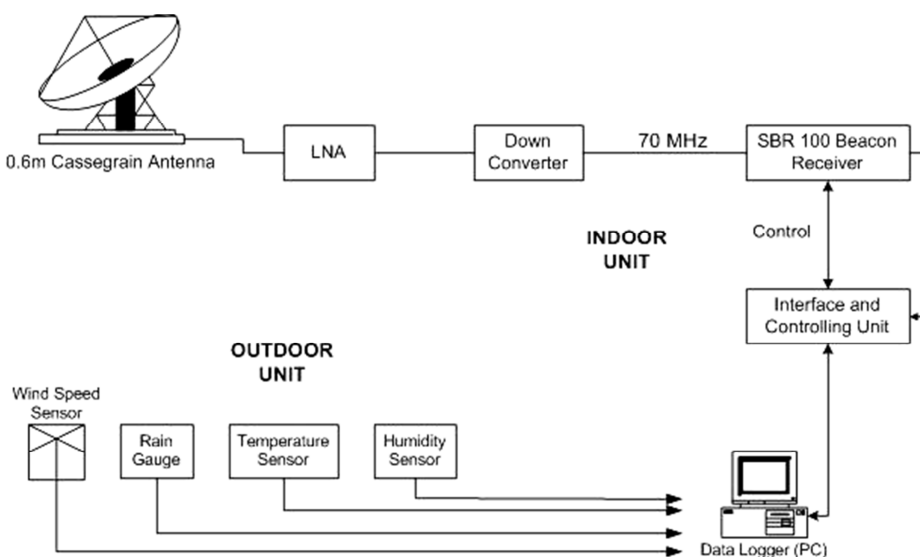 0.6m Cassegrain Antenna
LNA
Down
Converter
70 MHz
SBR 100 Beacon
Receiver
INDOOR
UNIT
Control
Interface and
Controlling Unit
OUTDOOR
UNIT
Wind Speed
Sensor
Rain
Gauge
Temperature
Sensor
Humidity
Sensor
Data Logger (PC)